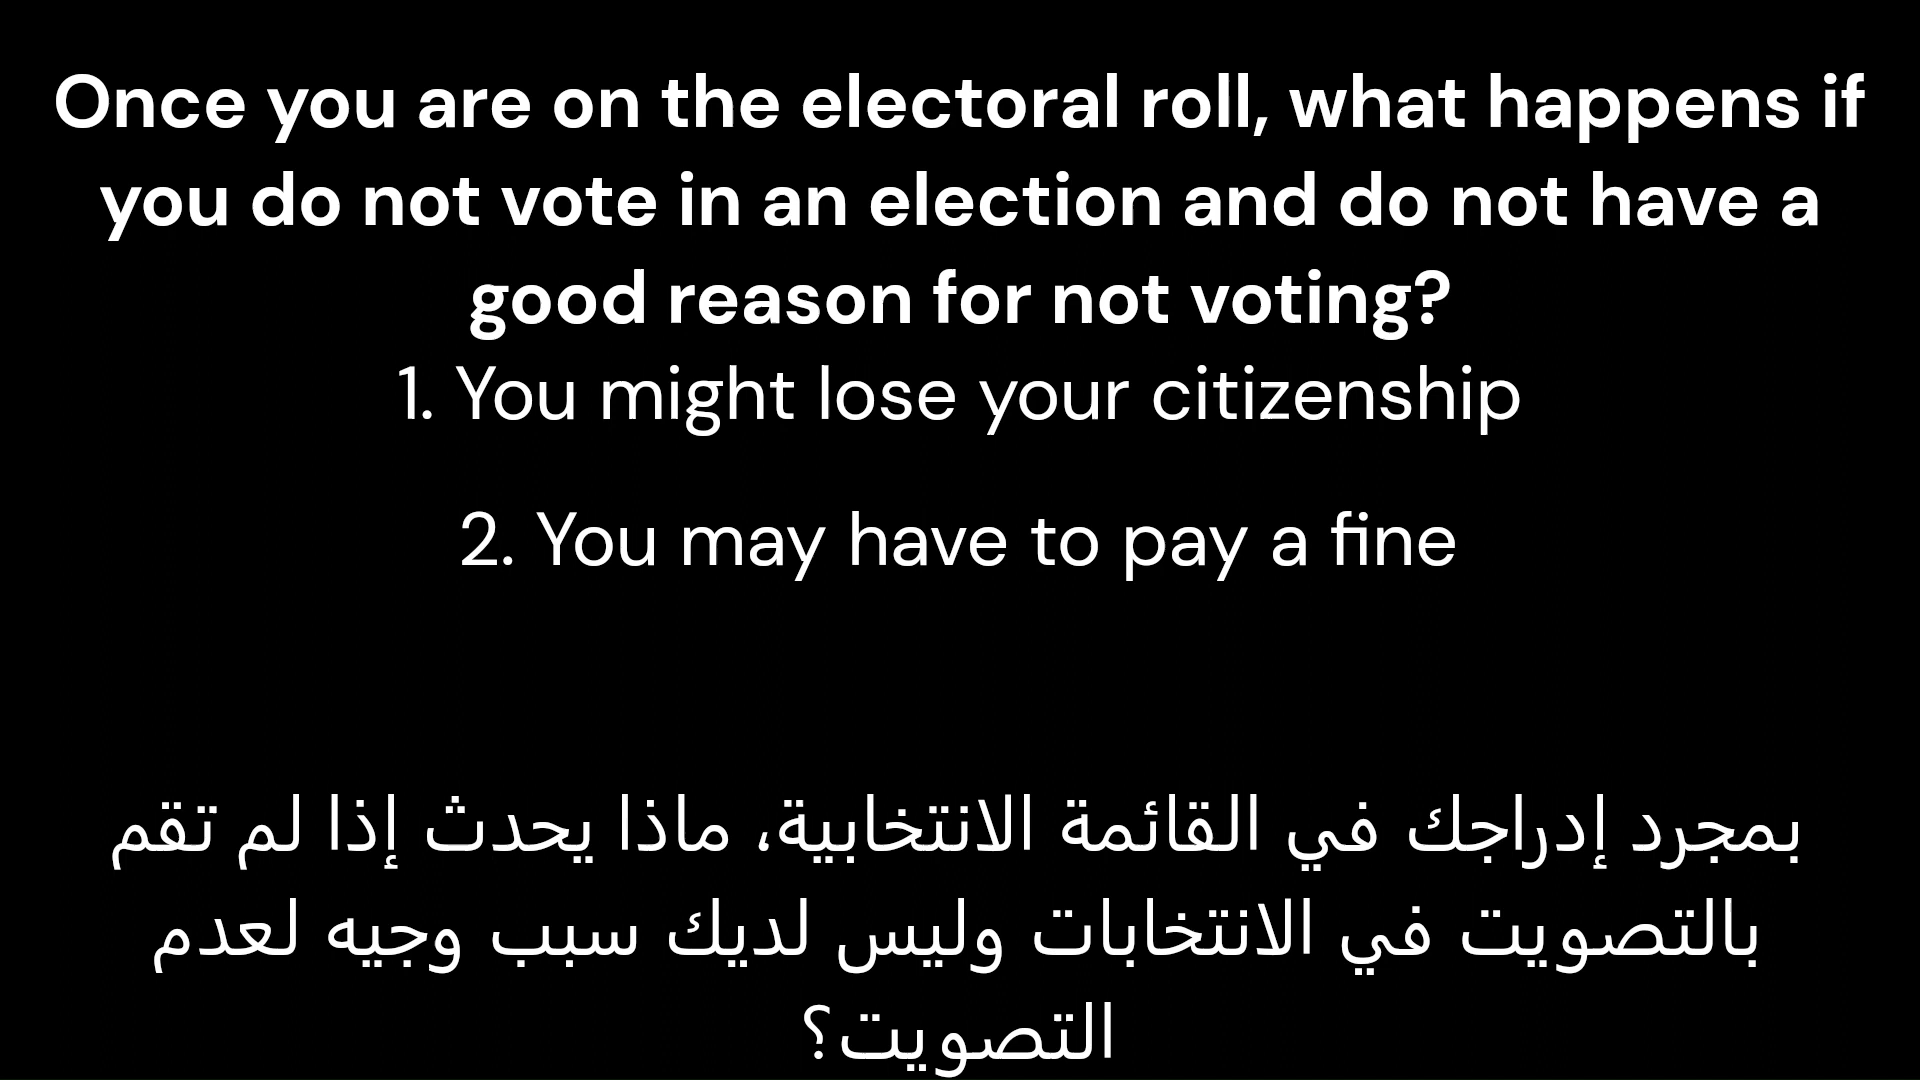 Once you are on the electoral roll, what happens if
you do not vote in an election and do not have a
good reason for not voting?
1. You might lose your citizenship
2. You may have to pay a fine
بمجرد إدراجك في القائمة الانتخابية، ماذا يحدث إذا لم تقم
بالتصويت في الانتخابات وليس لديك سبب وجيه لعدم
التصويت؟